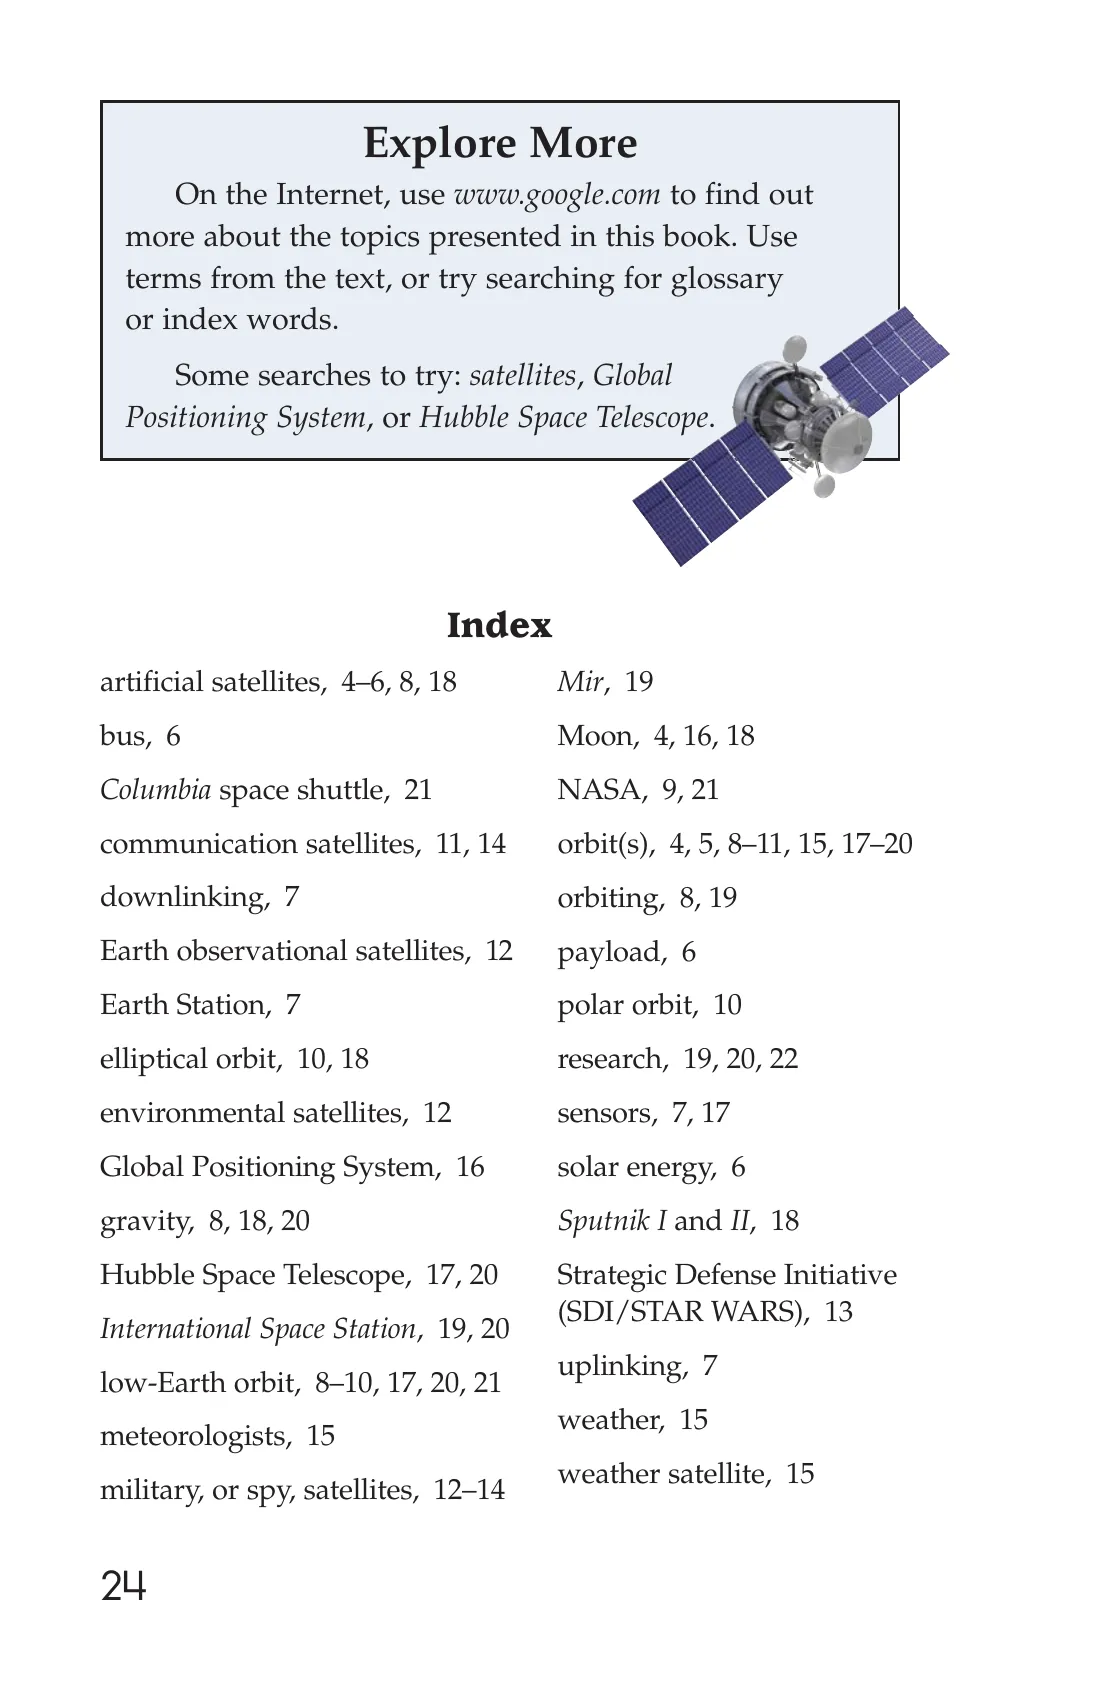 Explore More
On the Internet, use www.google.com to find out
more about the topics presented in this book. Use
terms from the text, or try searching for glossary
or index words.
Some searches to try: satellites, Global
Positioning System, or Hubble Space Telescope.
Index
artificial satellites, 4–6, 8, 18
bus, 6
Columbia space shuttle, 21
communication satellites, 11, 14
downlinking, 7
Earth observational satellites, 12
Earth Station, 7
elliptical orbit, 10, 18
environmental satellites, 12
Global Positioning System, 16
gravity, 8, 18, 20
Hubble Space Telescope, 17, 20
International Space Station, 19, 20
low-Earth orbit, 8–10, 17, 20, 21
meteorologists, 15
military, or spy, satellites, 12–14
Mir, 19
Moon, 4, 16, 18
NASA, 9, 21
orbit(s), 4, 5, 8–11, 15, 17–20
orbiting, 8, 19
payload, 6
polar orbit, 10
research, 19, 20, 22
sensors, 7, 17
solar energy, 6
Sputnik I and II, 18
Strategic Defense Initiative
(SDI/STAR WARS), 13
uplinking, 7
weather, 15
weather satellite, 15
24